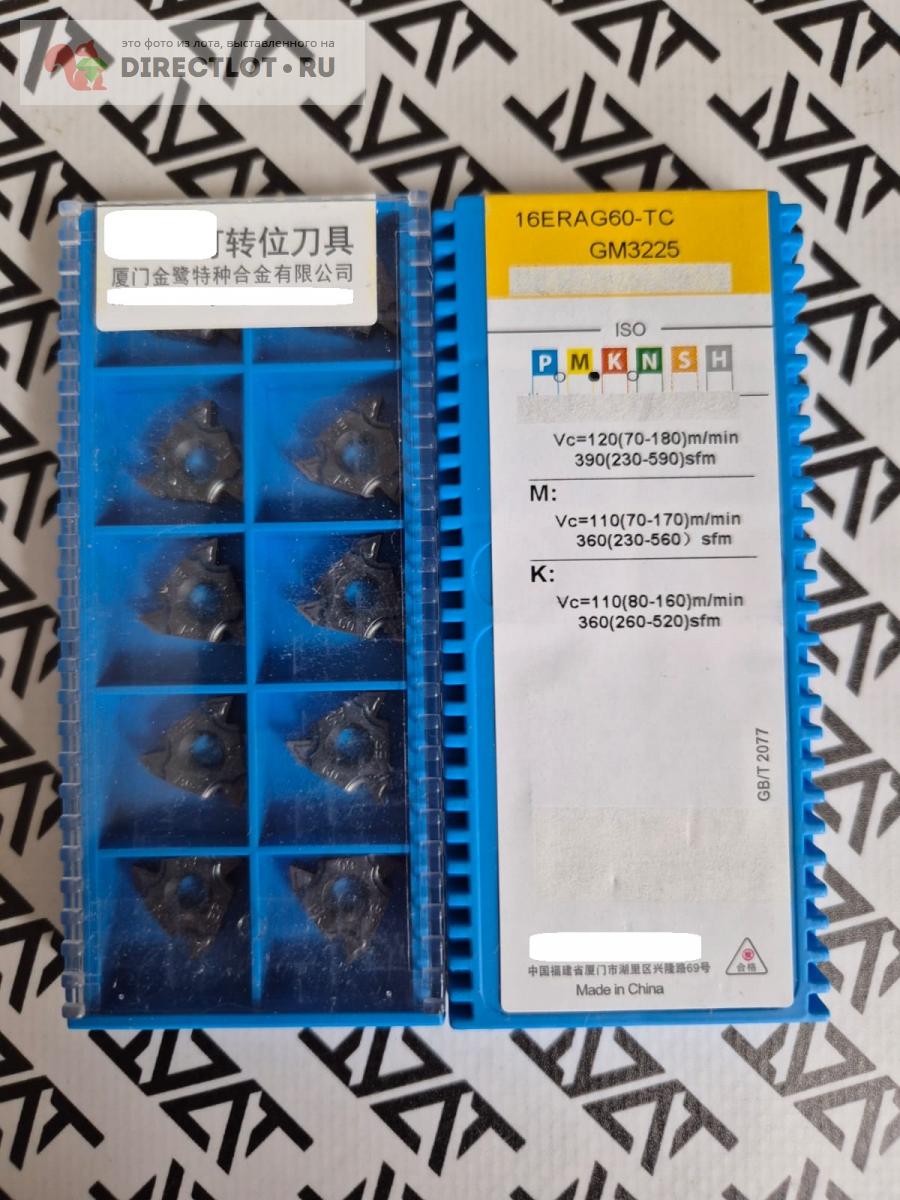 это фото из лота, выставленного на
DIRECTLOT.RU
转位刀具
厦门金鹭特种合金有限公司
16ERAG60-TC
GM3225
ISO
P M K N S H
Vc=120(70-180)m/min
390(230-590)sfm
M:
Vc=110(70-170)m/min
360(230-560）sfm
K:
Vc=110(80-160)m/min
360(260-520)sfm
GB/T 2077
中国福建省厦门市湖里区兴隆路69号
合格
Made in China